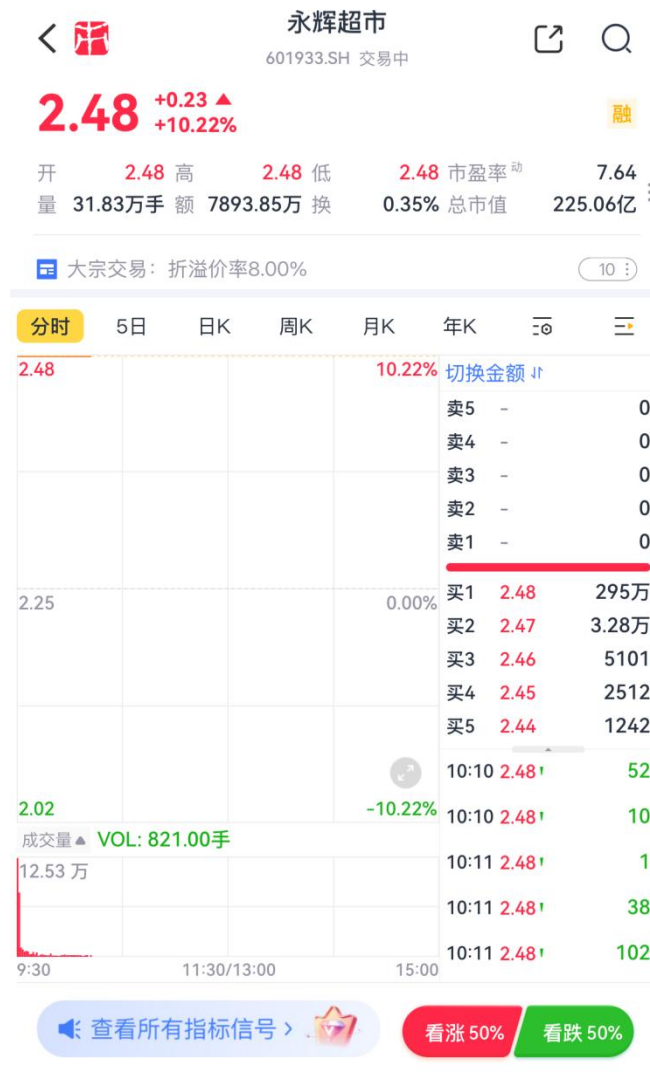 永辉超市
601933.SH 交易中
2.48 +0.23 ▲
+10.22%
融
开 2.48 高 2.48 低 2.48 市盈率动 7.64
量 31.83万手 额 7893.85万 换 0.35% 总市值 225.06亿
大宗交易：折溢价率8.00%
10
分时 5日 日K 周K 月K 年K
2.48 10.22%
2.25 0.00%
2.02 -10.22%
切换金额
卖5 - 0
卖4 - 0
卖3 - 0
卖2 - 0
卖1 - 0
买1 2.48 295万
买2 2.47 3.28万
买3 2.46 5101
买4 2.45 2512
买5 2.44 1242
10:10 2.48 52
10:10 2.48 10
10:11 2.48 1
10:11 2.48 38
10:11 2.48 102
成交量 VOL: 821.00手
12.53 万
9:30 11:30/13:00 15:00
查看所有指标信号 >
看涨 50% 看跌 50%